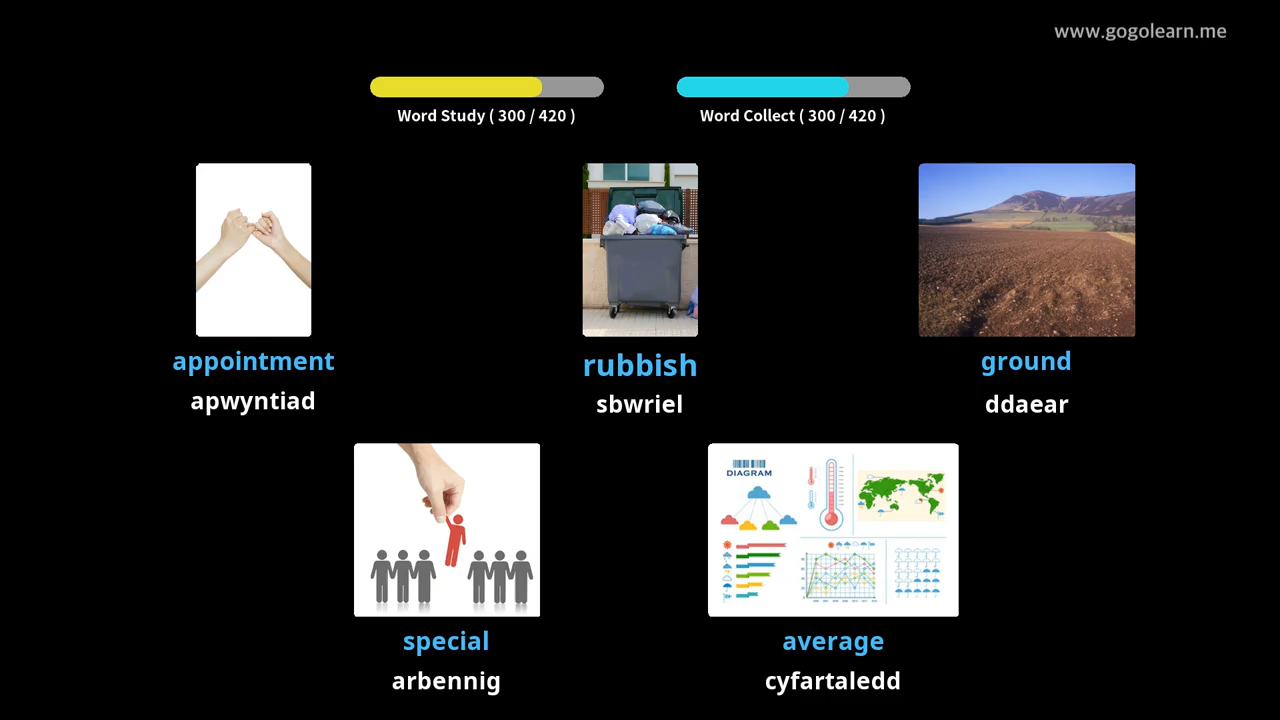 www.gogolearn.me
Word Study ( 300 / 420 )
Word Collect ( 300 / 420 )
appointment
apwyntiad
rubbish
sbwriel
ground
ddaear
DIAGRAM
special
arbennig
average
cyfartaledd